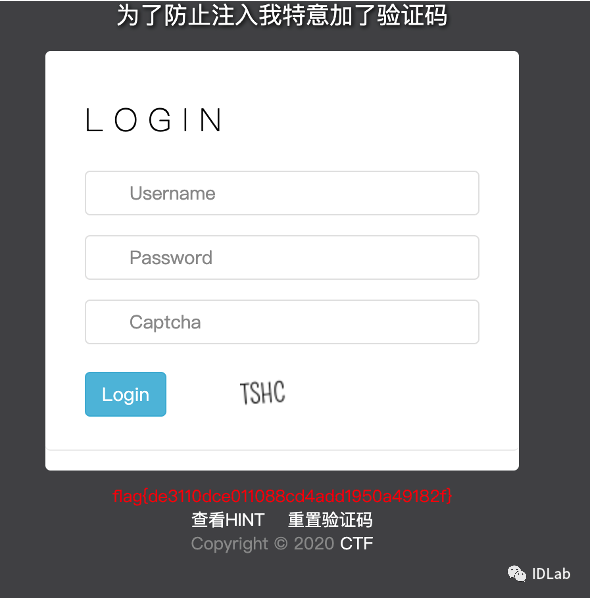 为了防止注入我特意加了验证码
LOGIN
Username
Password
Captcha
Login TSHC
flag{de3110dce011088cd4add1950a49182f}
查看HINT 重置验证码
Copyright © 2020 CTF
IDLab